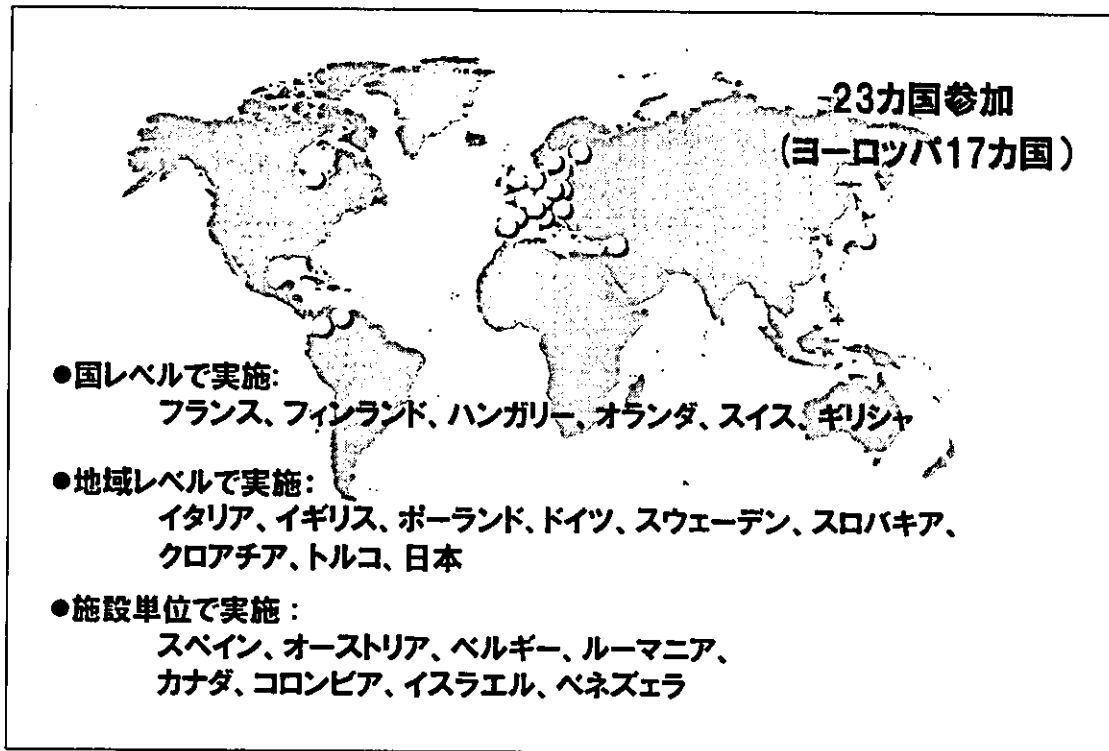 23カ国参加
(ヨーロッパ17カ国)
●国レベルで実施:
フランス、フィンランド、ハンガリー、オランダ、スイス、ギリシャ
●地域レベルで実施:
イタリア、イギリス、ポーランド、ドイツ、スウェーデン、スロバキア、
クロアチア、トルコ、日本
●施設単位で実施:
スペイン、オーストリア、ベルギー、ルーマニア、
カナダ、コロンビア、イスラエル、ベネズェラ